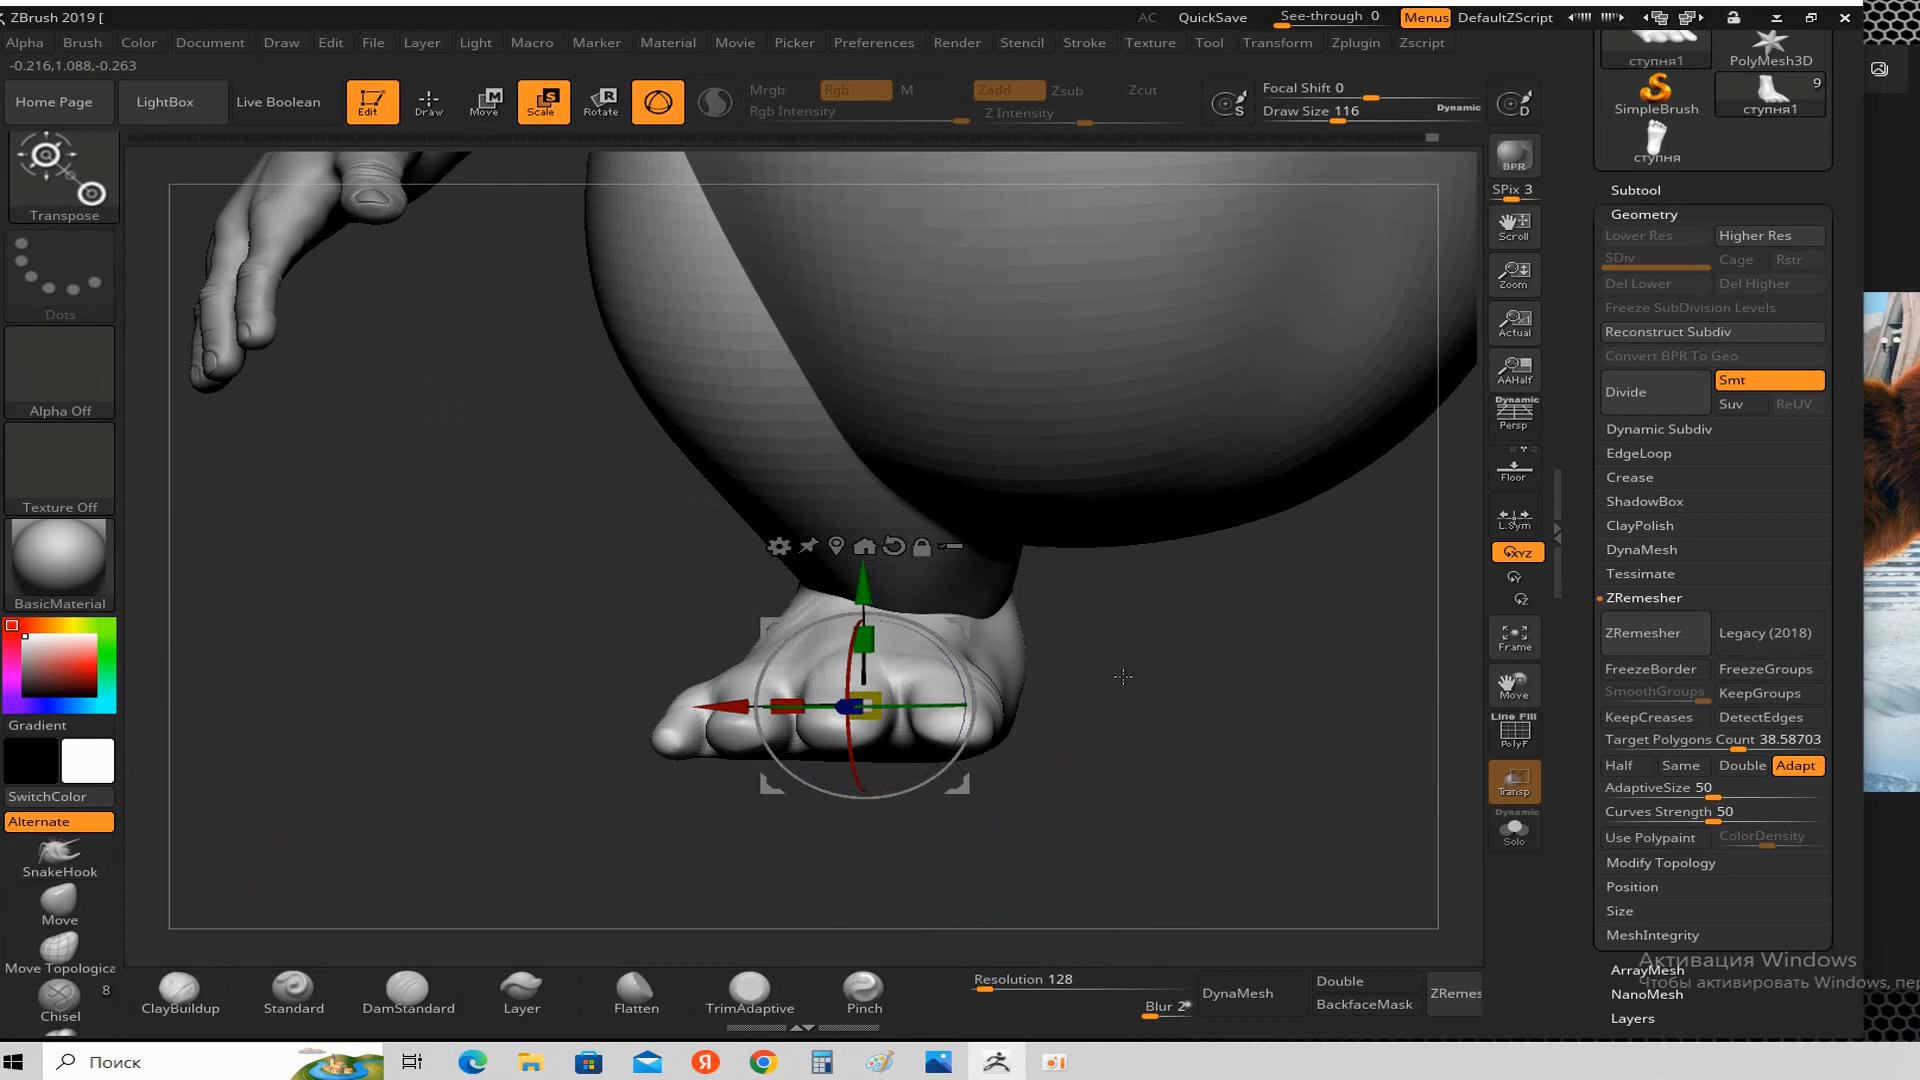 ZBrush 2019 [
AC
QuickSave
See-through 0
Menus
DefaultZScript
Alpha
Brush
Color
Document
Draw
Edit
File
Layer
Light
Macro
Marker
Material
Movie
Picker
Preferences
Render
Stencil
Stroke
Texture
Tool
Transform
Zplugin
Zscript
-0.216,1.088,-0.263
Home Page
LightBox
Live Boolean
Edit
Draw
Move
Scale
Rotate
Mrgb
Rgb
M
Rgb Intensity
Zadd
Zsub
Zcut
Z Intensity
Focal Shift 0
Draw Size 116
Dynamic
Transpose
Dots
Alpha Off
Texture Off
BasicMaterial
Gradient
SwitchColor
Alternate
SnakeHook
Move
Move Topologica
8
Chisel
BPR
SPix 3
Scroll
Zoom
Actual
AAHalf
Dynamic
Persp
Floor
L.Sym
XYZ
Frame
Move
Line Fill
PolyF
Transp
Dynamic
Solo
ступня1
PolyMesh3D
SimpleBrush
9
ступня1
ступня
Subtool
Geometry
Lower Res
Higher Res
SDiv
Cage
Rstr
Del Lower
Del Higher
Freeze SubDivision Levels
Reconstruct Subdiv
Convert BPR To Geo
Divide
Smt
Suv
ReUV
Dynamic Subdiv
EdgeLoop
Crease
ShadowBox
ClayPolish
DynaMesh
Tessimate
ZRemesher
ZRemesher
Legacy (2018)
FreezeBorder
FreezeGroups
SmoothGroups
KeepGroups
KeepCreases
DetectEdges
Target Polygons Count 38.58703
Half
Same
Double
Adapt
AdaptiveSize 50
Curves Strength 50
Use Polypaint
ColorDensity
Modify Topology
Position
Size
MeshIntegrity
ArrayMesh
NanoMesh
Layers
Активация Windows
Чтобы активировать Windows, пер
ClayBuildup
Standard
DamStandard
Layer
Flatten
TrimAdaptive
Pinch
Resolution 128
Blur 2
DynaMesh
Double
BackfaceMask
ZRemes
Поиск